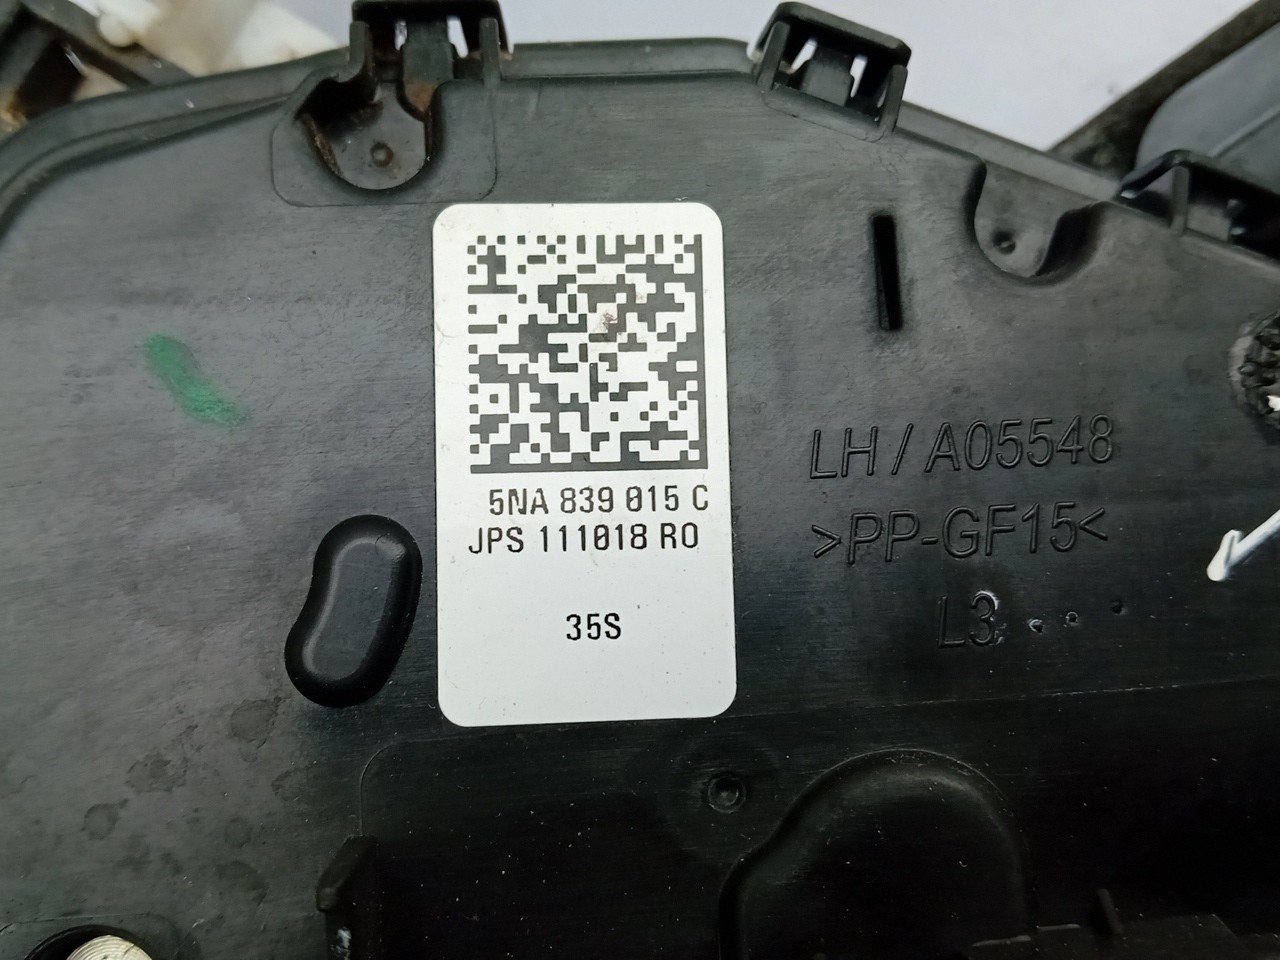 5NA 839 015 C
JPS 111018 RO
35S
LH / A05548
>PP-GF15<
L3